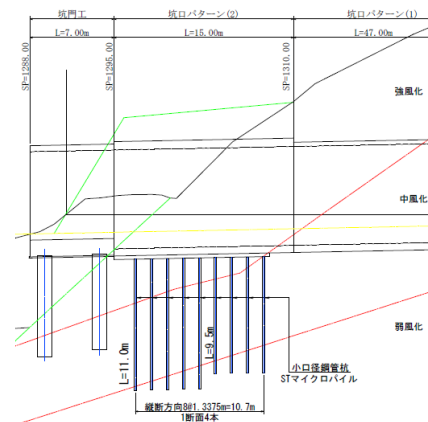 坑門工
坑口パターン(2)
坑口パターン(1)
L=7.00m
L=15.00m
L=47.00m
SP=1288.00
SP=1295.00
SP=1310.00
強風化
中風化
弱風化
L=11.0m
L=9.5m
小口径鋼管杭
STマイクロパイル
縦断方向8@1.3375m=10.7m
1断面4本